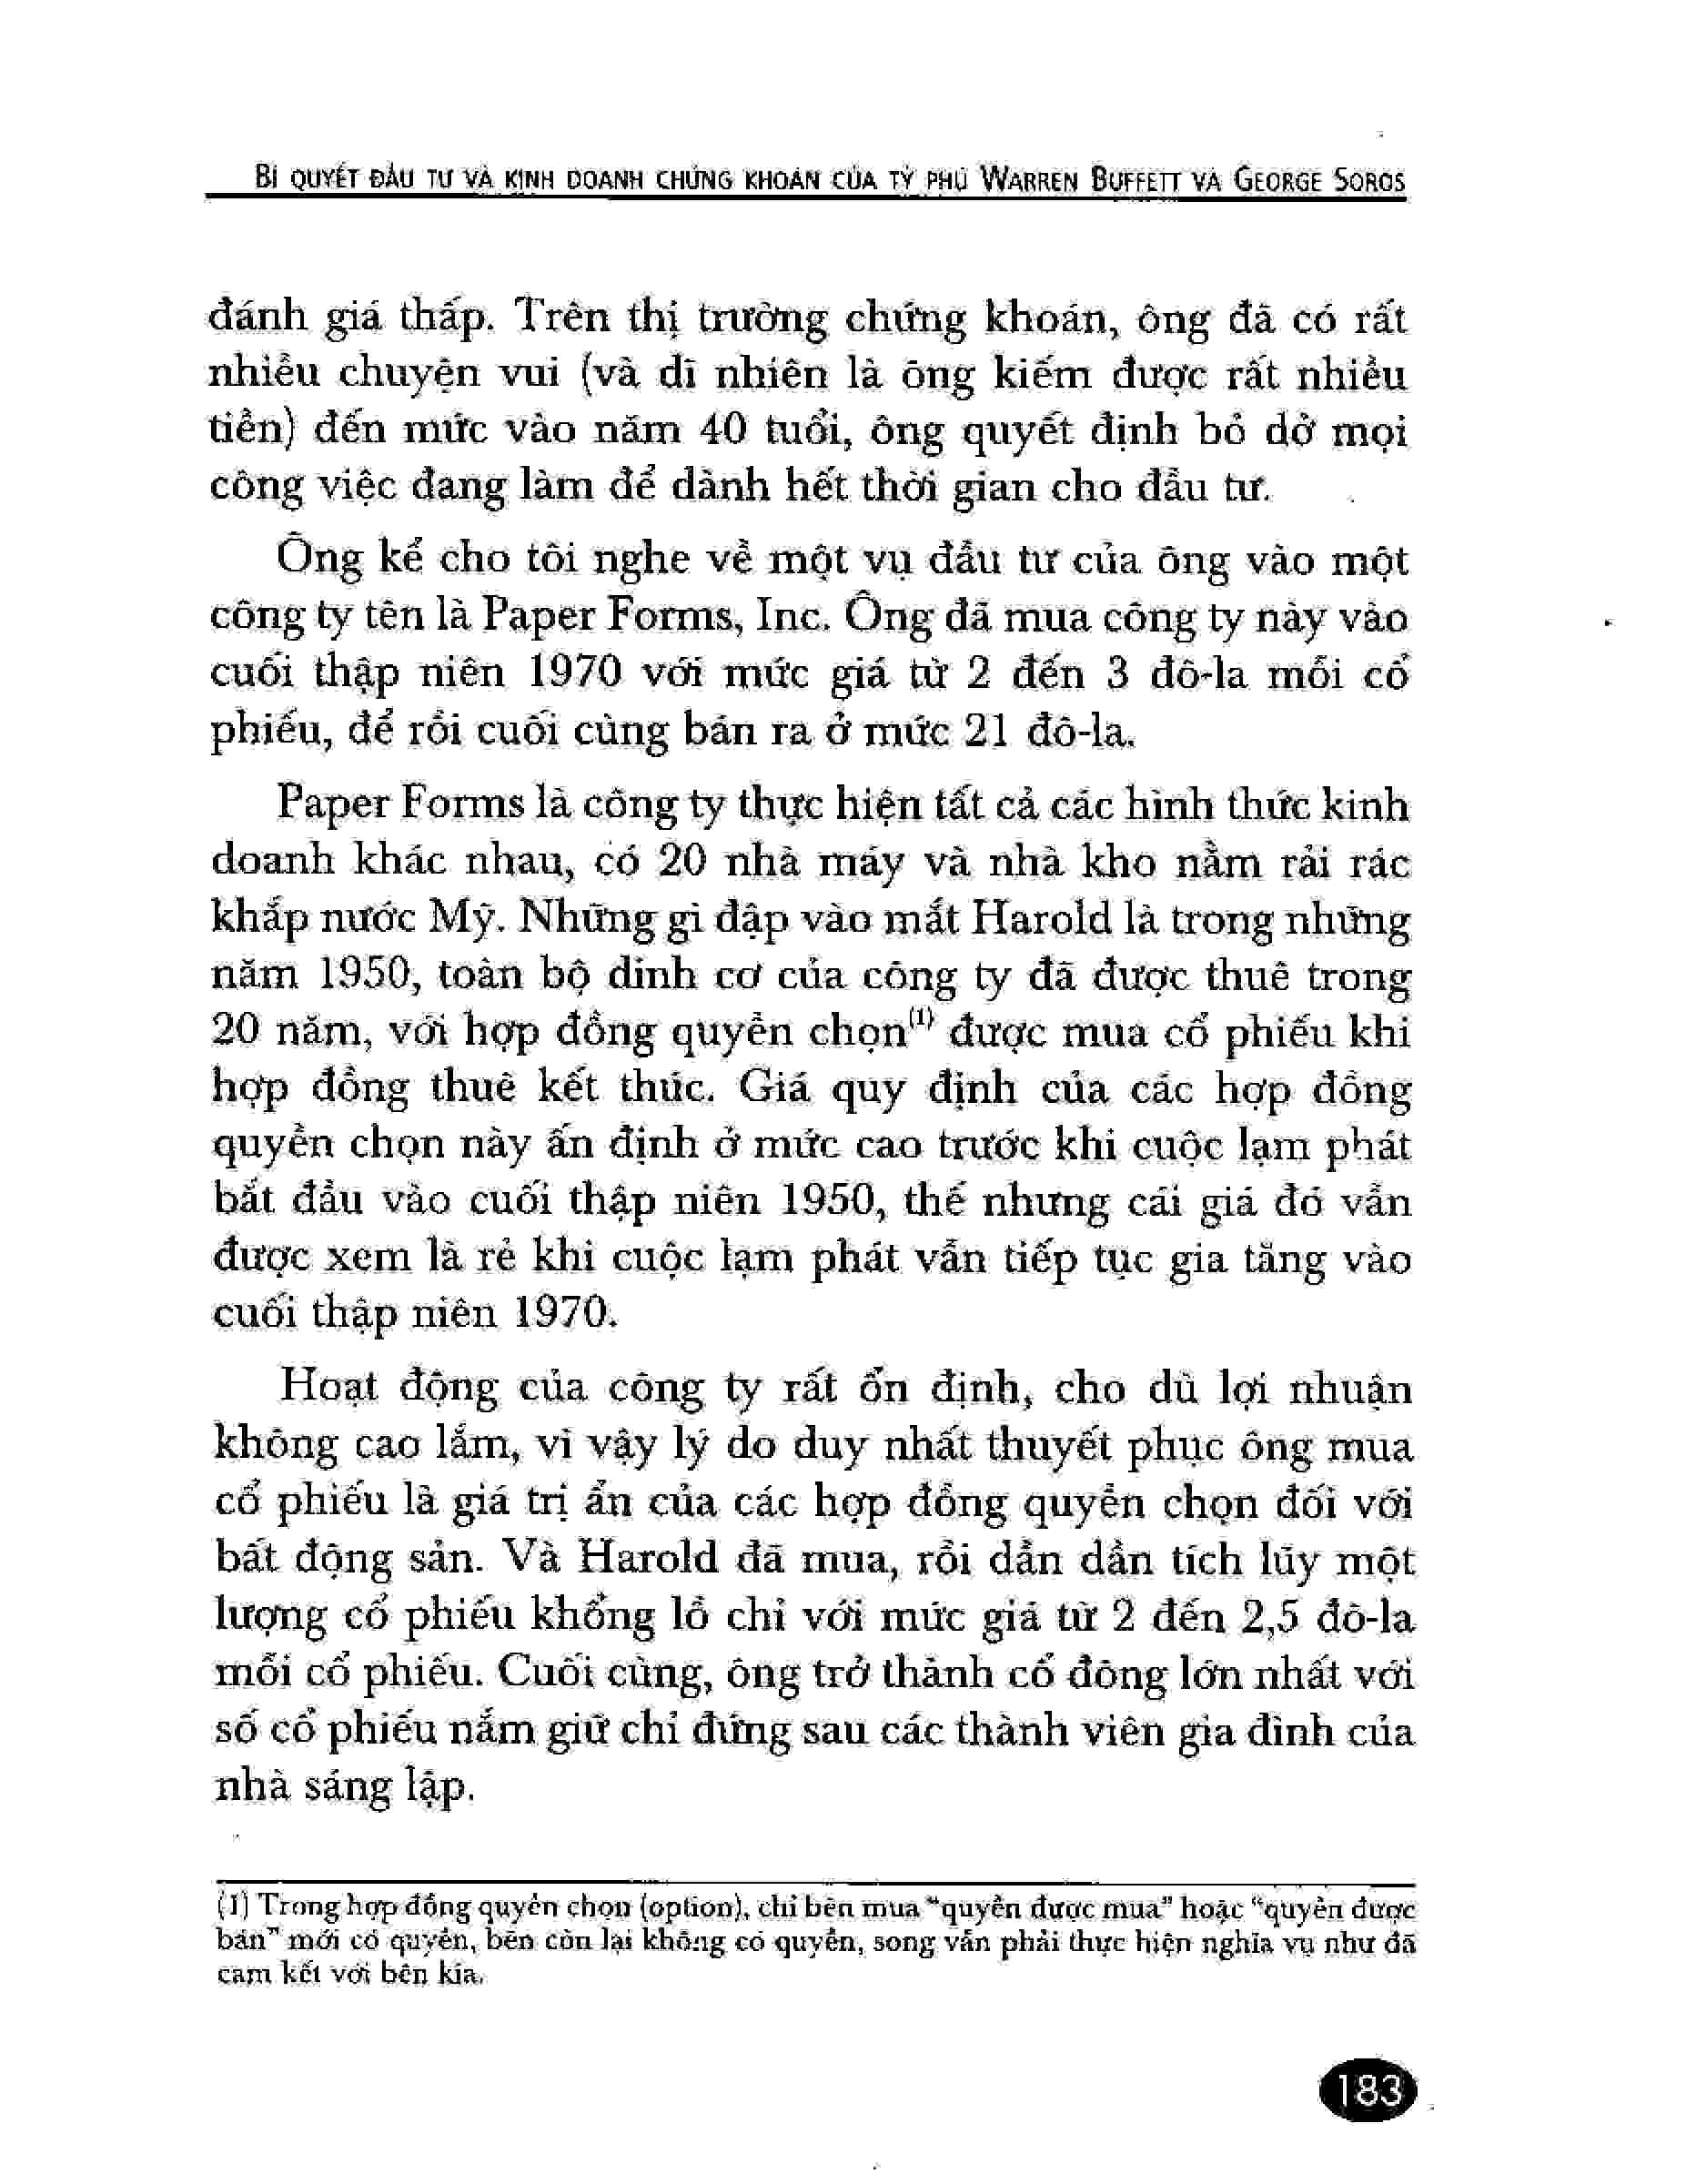 BÍ QUYẾT ĐẦU TƯ VÀ KINH DOANH CHỨNG KHOÁN CỦA TỶ PHÚ WARREN BUFFETT VÀ GEORGE SOROS
đánh giá thấp. Trên thị trường chứng khoán, ông đã có rất
nhiều chuyện vui (và dĩ nhiên là ông kiếm được rất nhiều
tiền) đến mức vào năm 40 tuổi, ông quyết định bỏ dở mọi
công việc đang làm để dành hết thời gian cho đầu tư.
Ông kể cho tôi nghe về một vụ đầu tư của ông vào một
công ty tên là Paper Forms, Inc. Ông đã mua công ty này vào
cuối thập niên 1970 với mức giá từ 2 đến 3 đô-la mỗi cổ
phiếu, để rồi cuối cùng bán ra ở mức 21 đô-la.
Paper Forms là công ty thực hiện tất cả các hình thức kinh
doanh khác nhau, có 20 nhà máy và nhà kho nằm rải rác
khắp nước Mỹ. Những gì đập vào mắt Harold là trong những
năm 1950, toàn bộ dinh cơ của công ty đã được thuê trong
20 năm, với hợp đồng quyền chọn(1) được mua cổ phiếu khi
hợp đồng thuê kết thúc. Giá quy định của các hợp đồng
quyền chọn này ấn định ở mức cao trước khi cuộc lạm phát
bắt đầu vào cuối thập niên 1950, thế nhưng cái giá đó vẫn
được xem là rẻ khi cuộc lạm phát vẫn tiếp tục gia tăng vào
cuối thập niên 1970.
Hoạt động của công ty rất ổn định, cho dù lợi nhuận
không cao lắm, vì vậy lý do duy nhất thuyết phục ông mua
cổ phiếu là giá trị ẩn của các hợp đồng quyền chọn đối với
bất động sản. Và Harold đã mua, rồi dần dần tích lũy một
lượng cổ phiếu khổng lồ chỉ với mức giá từ 2 đến 2,5 đô-la
mỗi cổ phiếu. Cuối cùng, ông trở thành cổ đông lớn nhất với
số cổ phiếu nắm giữ chỉ đứng sau các thành viên gia đình của
nhà sáng lập.
(1) Trong hợp đồng quyền chọn (option), chỉ bên mua “quyền được mua” hoặc “quyền được
bán” mới có quyền, bên còn lại không có quyền, song vẫn phải thực hiện nghĩa vụ như đã
cam kết với bên kia.
183